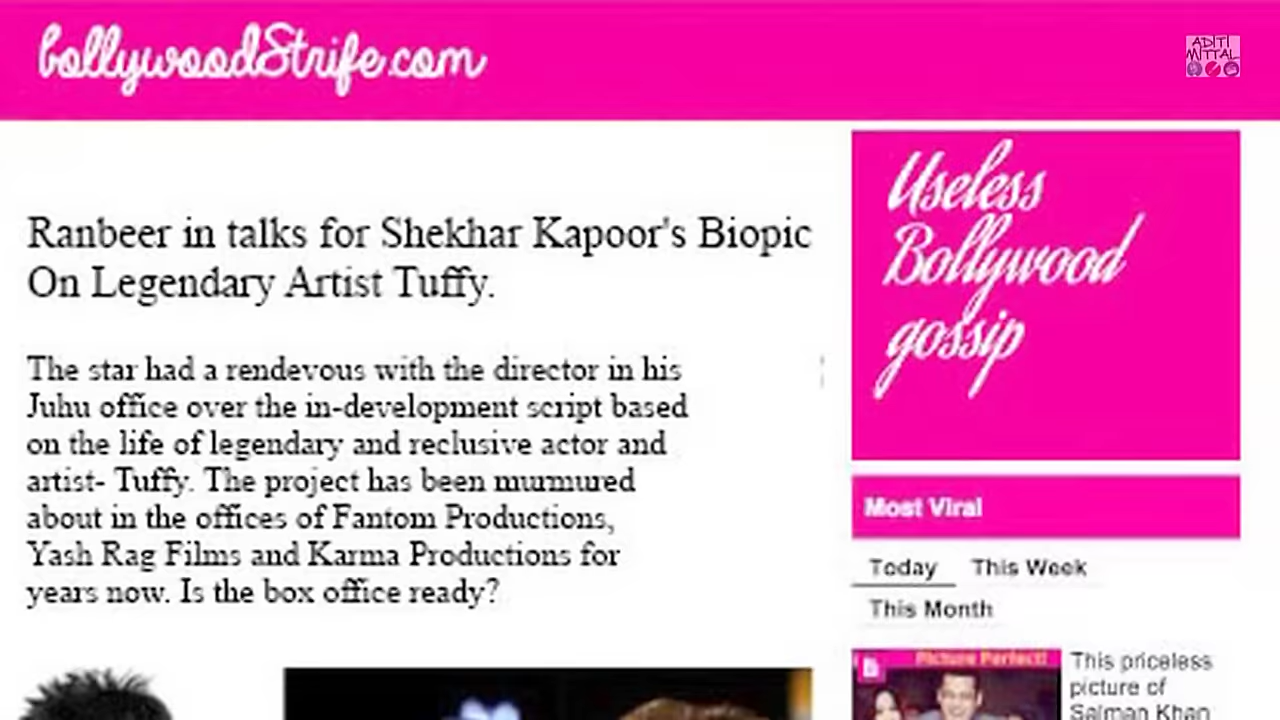 bollywoodStrife.com
ADITI
MITTAL
Ranbeer in talks for Shekhar Kapoor's Biopic
On Legendary Artist Tuffy.
The star had a rendevous with the director in his
Juhu office over the in-development script based
on the life of legendary and reclusive actor and
artist- Tuffy. The project has been murmured
about in the offices of Fantom Productions,
Yash Rag Films and Karma Productions for
years now. Is the box office ready?
Useless
Bollywood
gossip
Most Viral
Today This Week
This Month
B Picture Perfect!
This priceless
picture of
Salman Khan